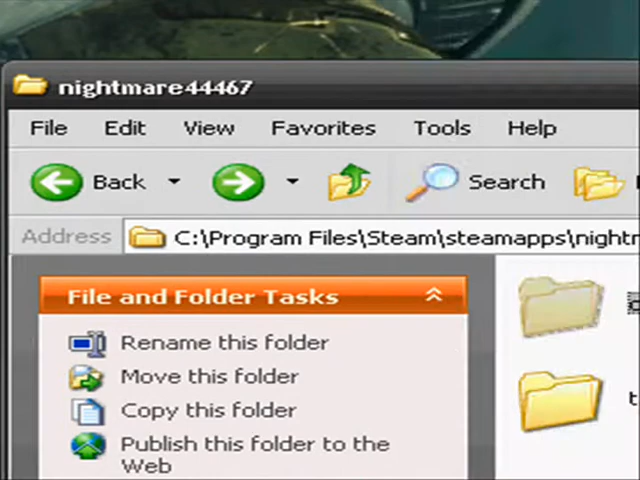 nightmare44467
File Edit View Favorites Tools Help
Back Search
Address C:\Program Files\Steam\steamapps\nightr
File and Folder Tasks
Rename this folder
Move this folder
Copy this folder
Publish this folder to the
Web